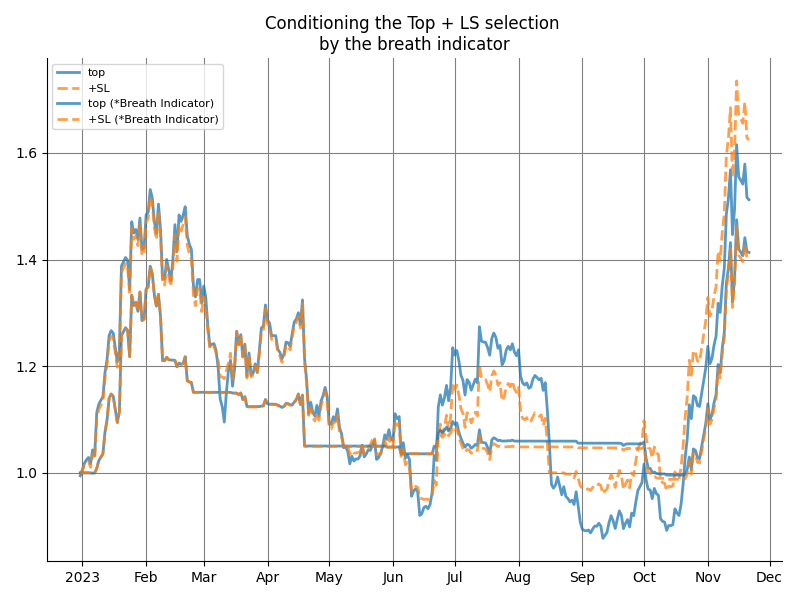 Conditioning the Top + LS selection
by the breath indicator
top
+SL
top (*Breath Indicator)
+SL (*Breath Indicator)
1.6
1.4
1.2
1.0
2023 Feb Mar Apr May Jun Jul Aug Sep Oct Nov Dec